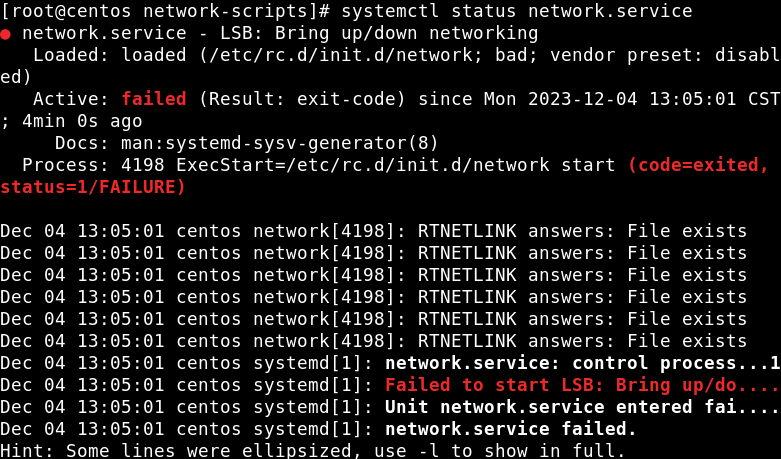 [root@centos network-scripts]# systemctl status network.service
● network.service - LSB: Bring up/down networking
   Loaded: loaded (/etc/rc.d/init.d/network; bad; vendor preset: disabl
ed)
   Active: failed (Result: exit-code) since Mon 2023-12-04 13:05:01 CST
; 4min 0s ago
     Docs: man:systemd-sysv-generator(8)
  Process: 4198 ExecStart=/etc/rc.d/init.d/network start (code=exited,
status=1/FAILURE)

Dec 04 13:05:01 centos network[4198]: RTNETLINK answers: File exists
Dec 04 13:05:01 centos network[4198]: RTNETLINK answers: File exists
Dec 04 13:05:01 centos network[4198]: RTNETLINK answers: File exists
Dec 04 13:05:01 centos network[4198]: RTNETLINK answers: File exists
Dec 04 13:05:01 centos network[4198]: RTNETLINK answers: File exists
Dec 04 13:05:01 centos network[4198]: RTNETLINK answers: File exists
Dec 04 13:05:01 centos systemd[1]: network.service: control process...1
Dec 04 13:05:01 centos systemd[1]: Failed to start LSB: Bring up/do....
Dec 04 13:05:01 centos systemd[1]: Unit network.service entered fai....
Dec 04 13:05:01 centos systemd[1]: network.service failed.
Hint: Some lines were ellipsized, use -l to show in full.